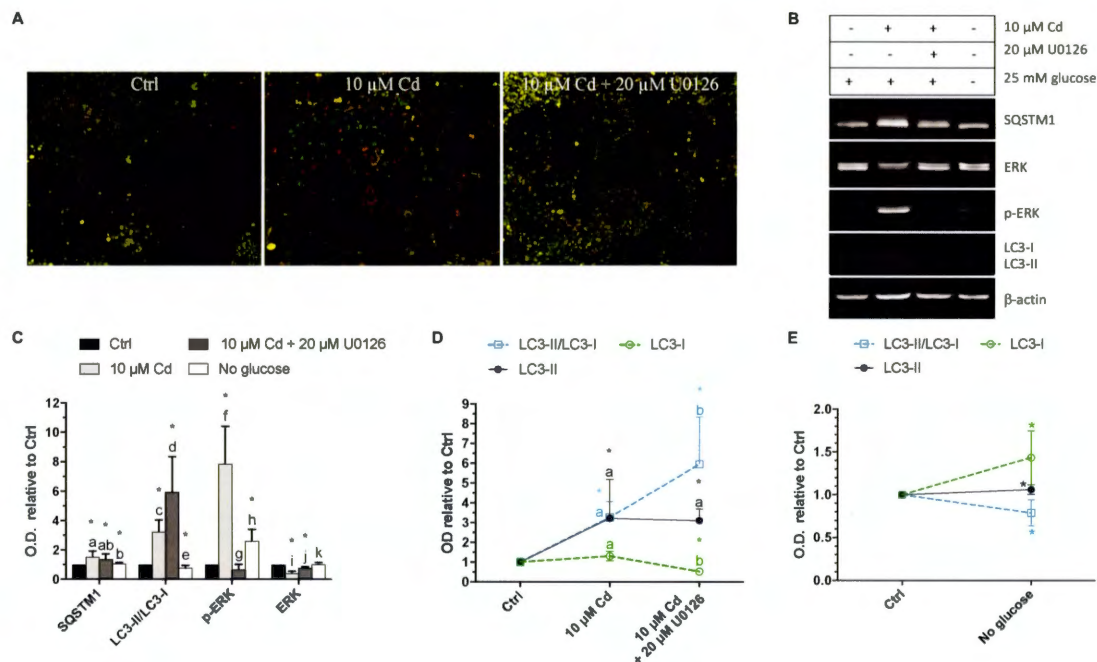 A
Ctrl
10 µM Cd
10 µM Cd + 20 µM U0126
B
- + + - 10 µM Cd
- - + - 20 µM U0126
+ + + - 25 mM glucose
SQSTM1
ERK
p-ERK
LC3-I
LC3-II
β-actin
C
Ctrl
10 µM Cd + 20 µM U0126
10 µM Cd
No glucose
O.D. relative to Ctrl
12
10
8
6
4
2
0
* * *
a ab b
* * *
c d e
* *
f g h
* *
i j k
SQSTM1
LC3-II/LC3-I
p-ERK
ERK
D
LC3-II/LC3-I
LC3-I
LC3-II
OD relative to Ctrl
9
8
7
6
5
4
3
2
1
0
*
a
*
a
a
*
b
*
a
*
b
Ctrl
10 µM Cd
10 µM Cd
+ 20 µM U0126
E
LC3-II/LC3-I
LC3-I
LC3-II
O.D. relative to Ctrl
2.0
1.5
1.0
0.5
0.0
*
*
*
Ctrl
No glucose